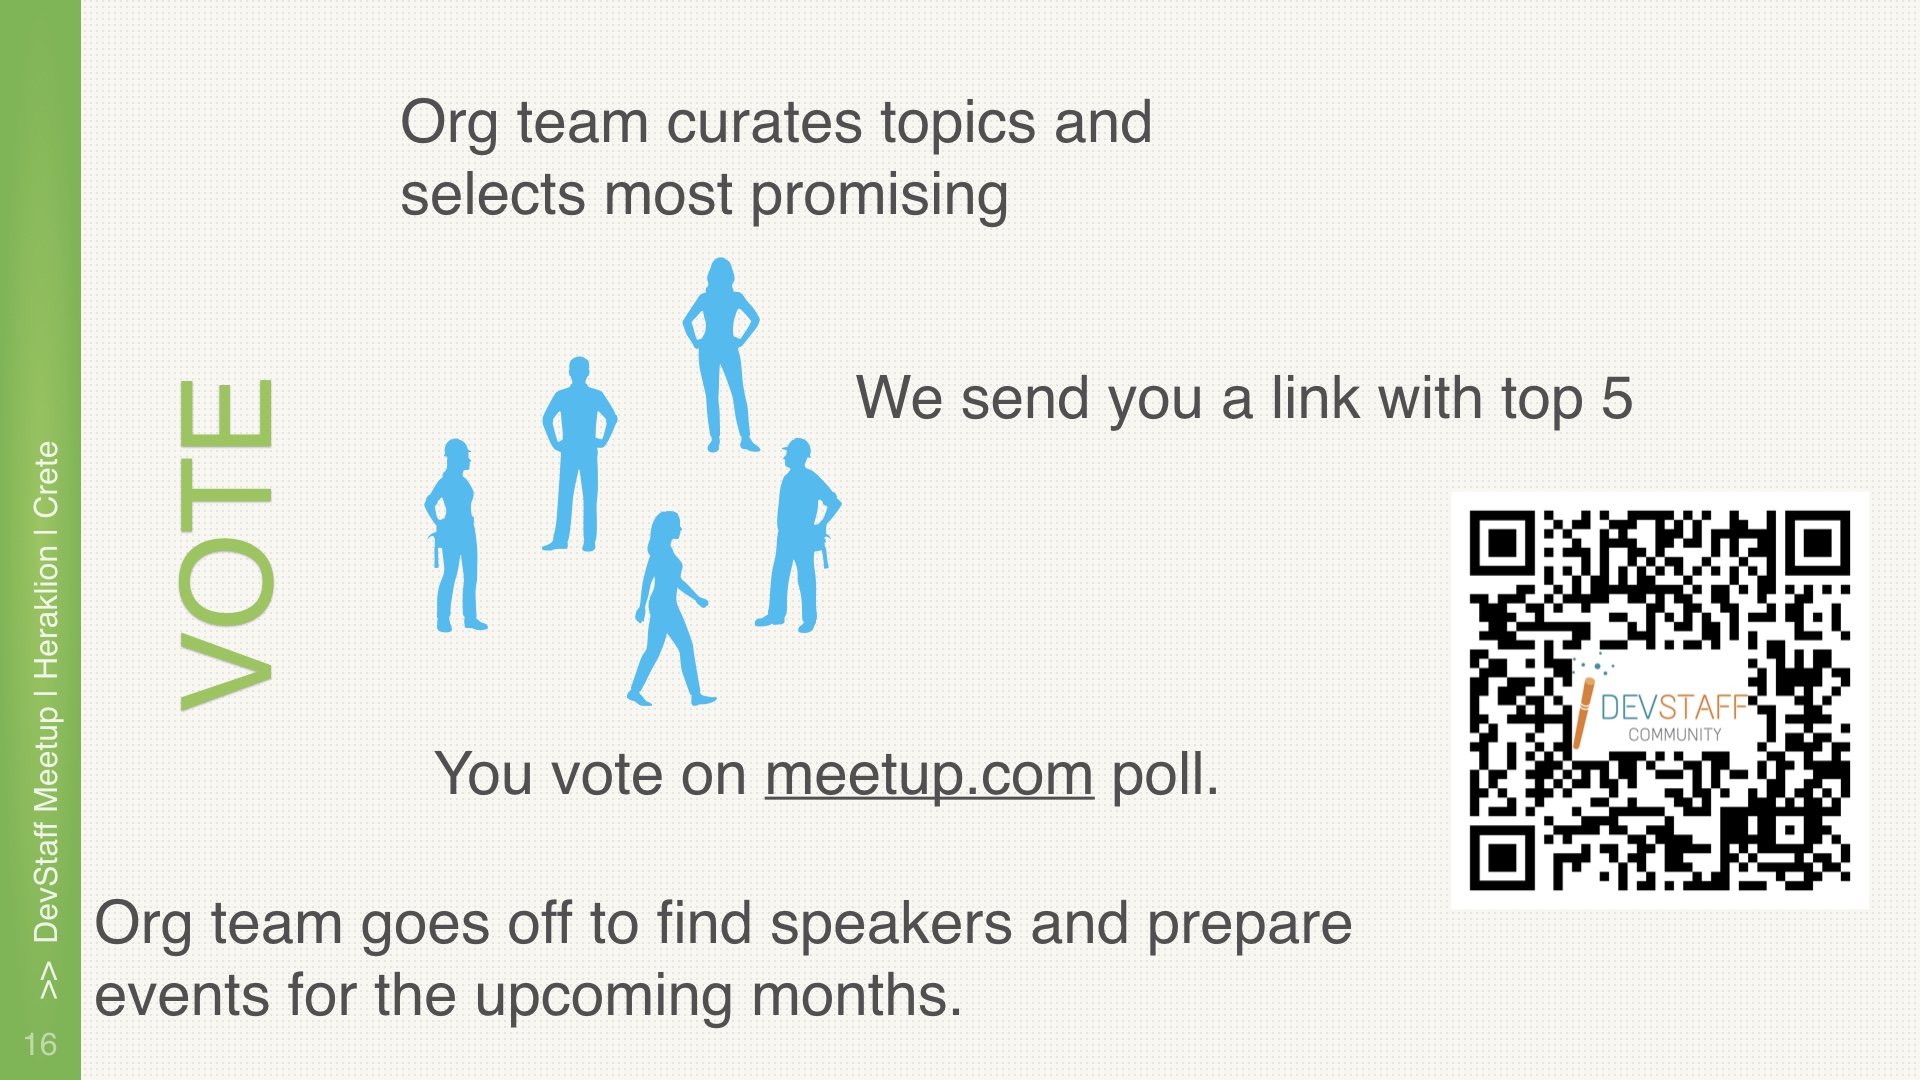 Org team curates topics and
selects most promising
We send you a link with top 5
VOTE
DEVSTAFF
COMMUNITY
You vote on meetup.com poll.
Org team goes off to find speakers and prepare
events for the upcoming months.
>> DevStaff Meetup | Heraklion | Crete
16